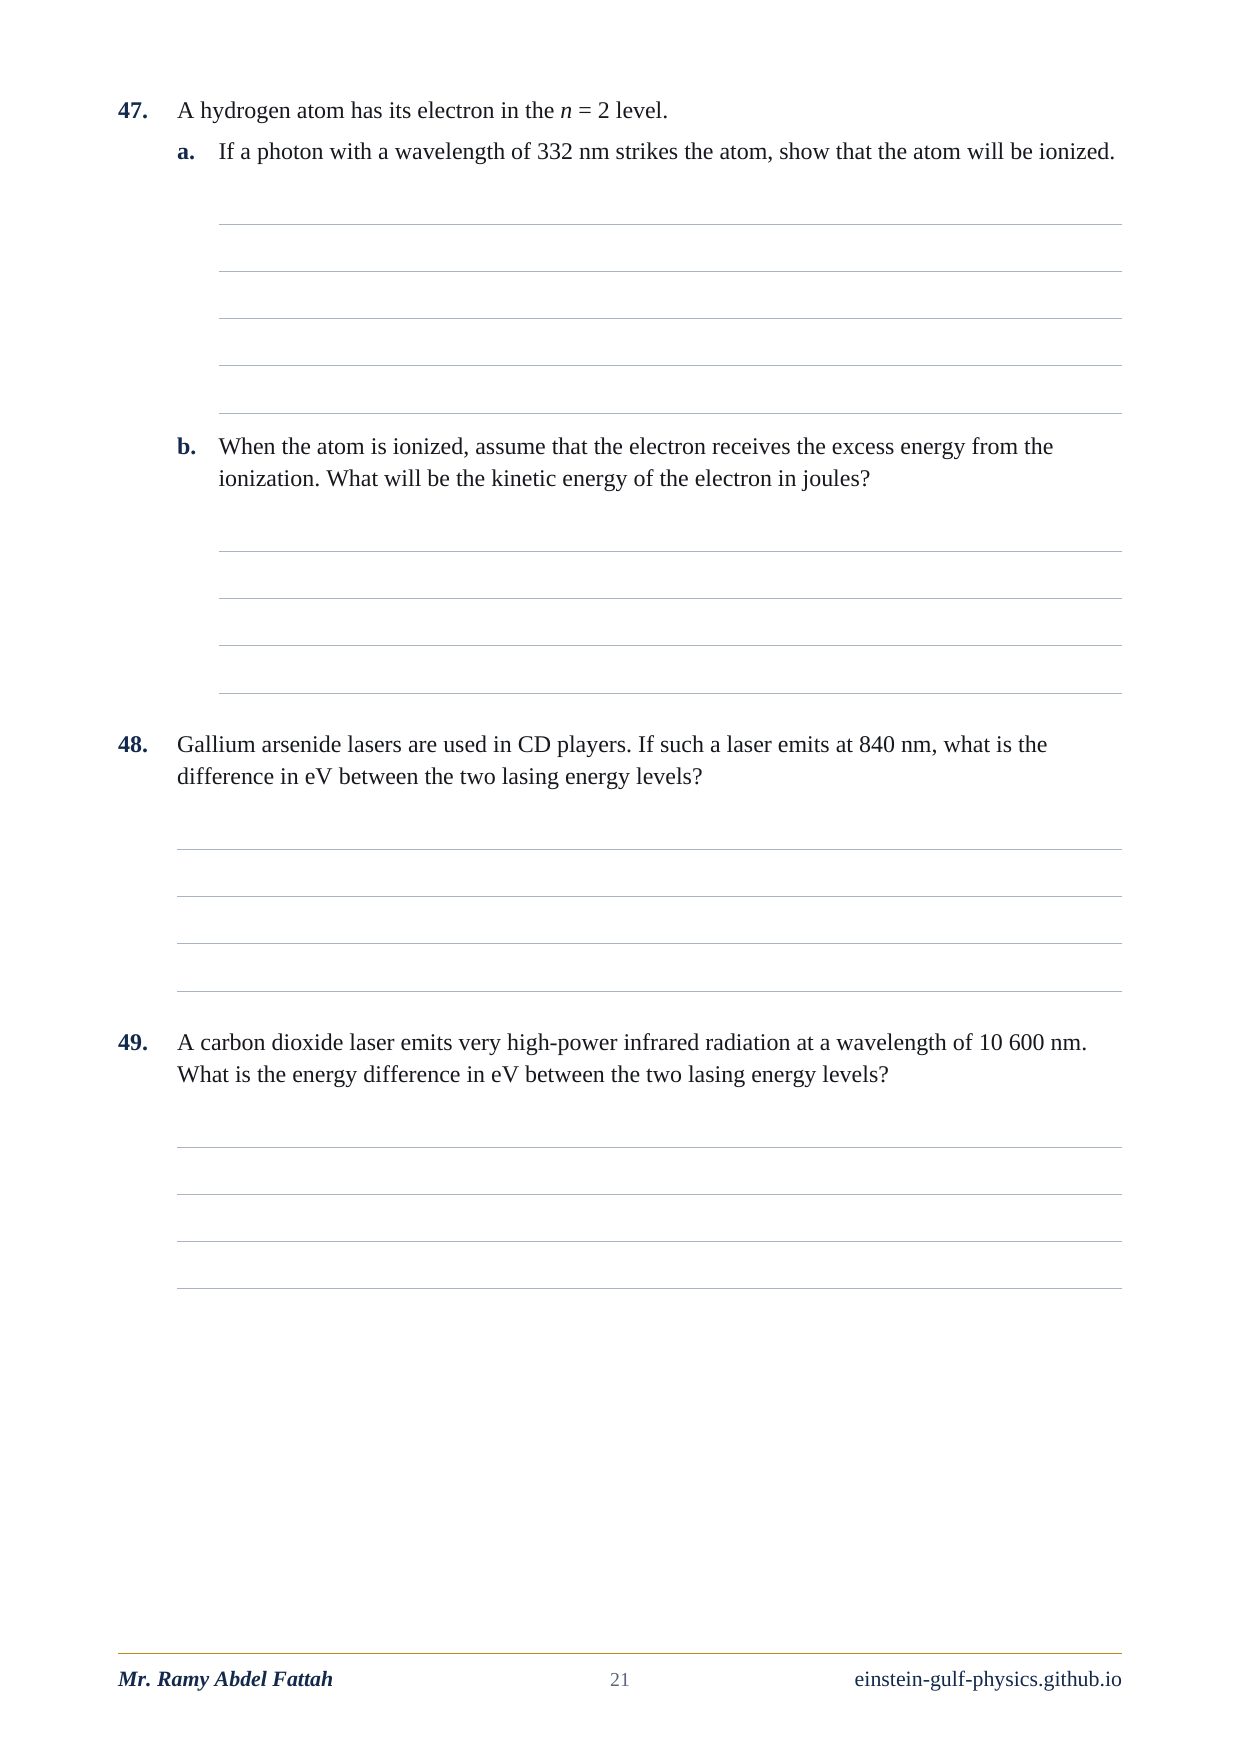 47. A hydrogen atom has its electron in the n = 2 level.
a. If a photon with a wavelength of 332 nm strikes the atom, show that the atom will be ionized.
b. When the atom is ionized, assume that the electron receives the excess energy from the
ionization. What will be the kinetic energy of the electron in joules?
48. Gallium arsenide lasers are used in CD players. If such a laser emits at 840 nm, what is the
difference in eV between the two lasing energy levels?
49. A carbon dioxide laser emits very high-power infrared radiation at a wavelength of 10 600 nm.
What is the energy difference in eV between the two lasing energy levels?
Mr. Ramy Abdel Fattah 21 einstein-gulf-physics.github.io